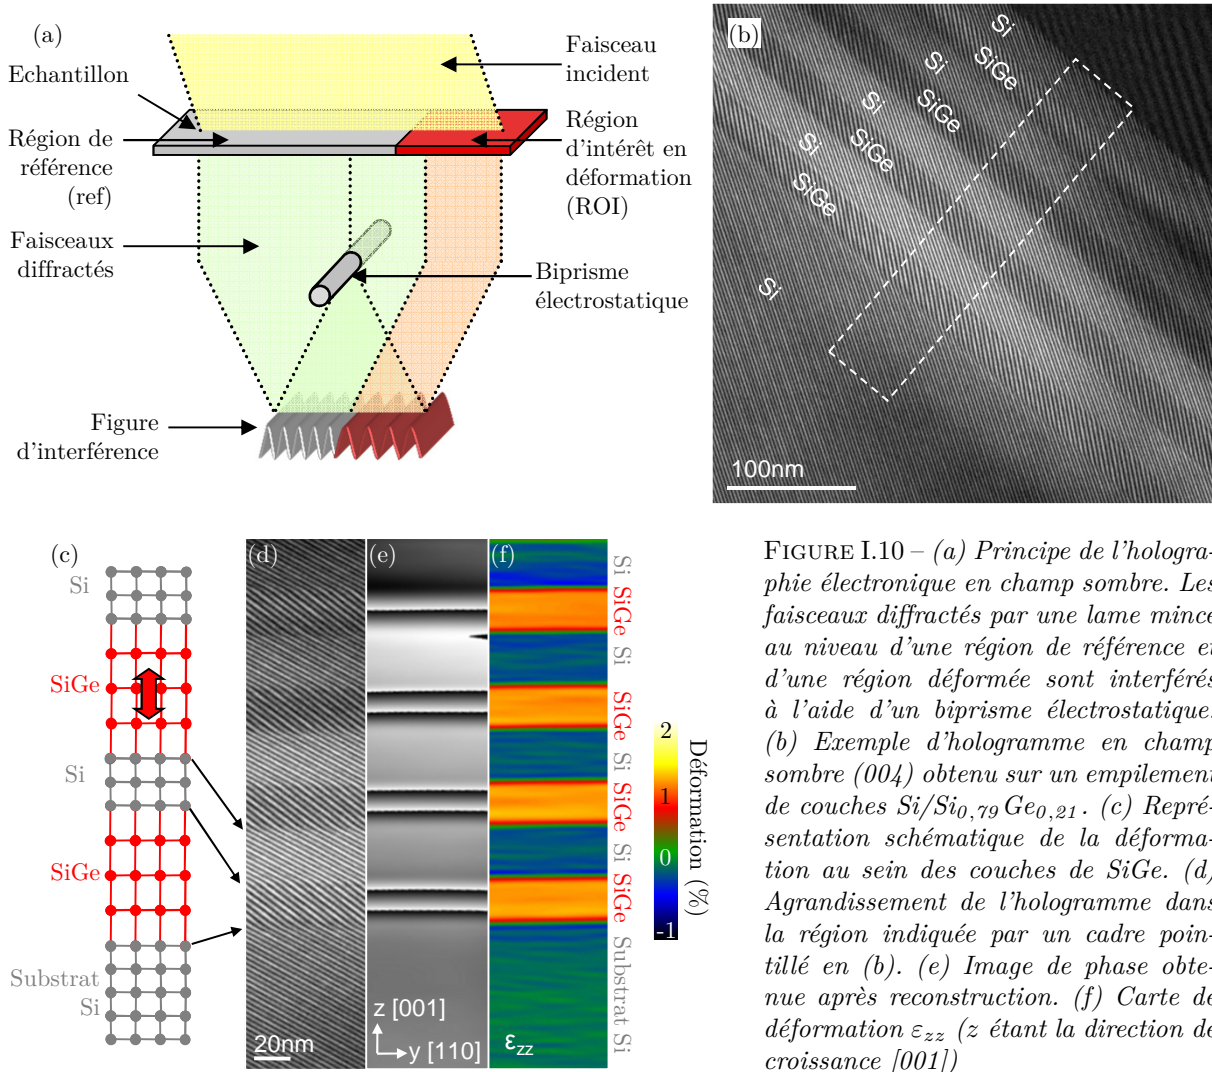 (a)
Faisceau
incident
Echantillon
Région de
référence
(ref)
Région
d'intérêt en
déformation
(ROI)
Faisceaux
diffractés
Biprisme
électrostatique
Figure
d'interférence
(b)
Si
SiGe
Si
SiGe
Si
SiGe
Si
SiGe
Si
100nm
(c)
Si
SiGe
Si
SiGe
Substrat
Si
(d)
20nm
(e)
z [001]
y [110]
(f)
εzz
Si
SiGe
Si
SiGe
Si
SiGe
Si
SiGe
Substrat Si
2
1
0
-1
Déformation (%)
FIGURE I.10 – (a) Principe de l'hologra-
phie électronique en champ sombre. Les
faisceaux diffractés par une lame mince
au niveau d'une région de référence et
d'une région déformée sont interférés
à l'aide d'un biprisme électrostatique.
(b) Exemple d'hologramme en champ
sombre (004) obtenu sur un empilement
de couches Si/Si0,79Ge0,21. (c) Repré-
sentation schématique de la déforma-
tion au sein des couches de SiGe. (d)
Agrandissement de l'hologramme dans
la région indiquée par un cadre poin-
tillé en (b). (e) Image de phase obte-
nue après reconstruction. (f) Carte de
déformation εzz (z étant la direction de
croissance [001])